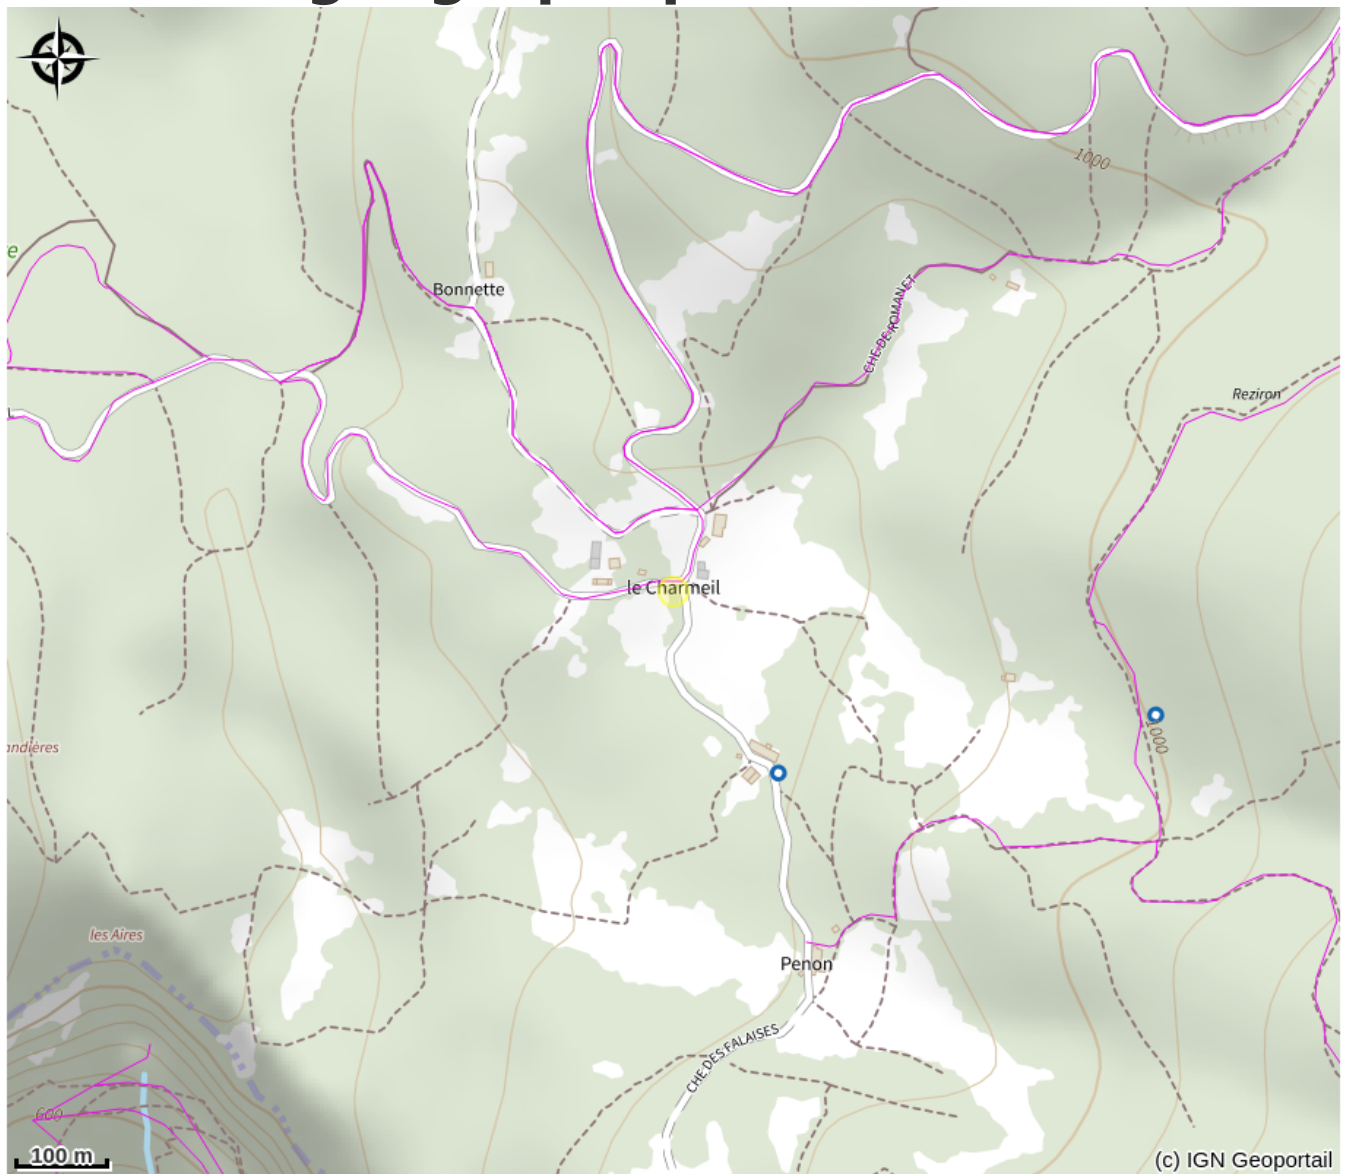 1000
Bonnette
CHE DE ROMANET
Reziron
le Charmeil
andières
1000
les Aires
Penon
CHE DES FALAISES
600
100 m
(c) IGN Geoportail